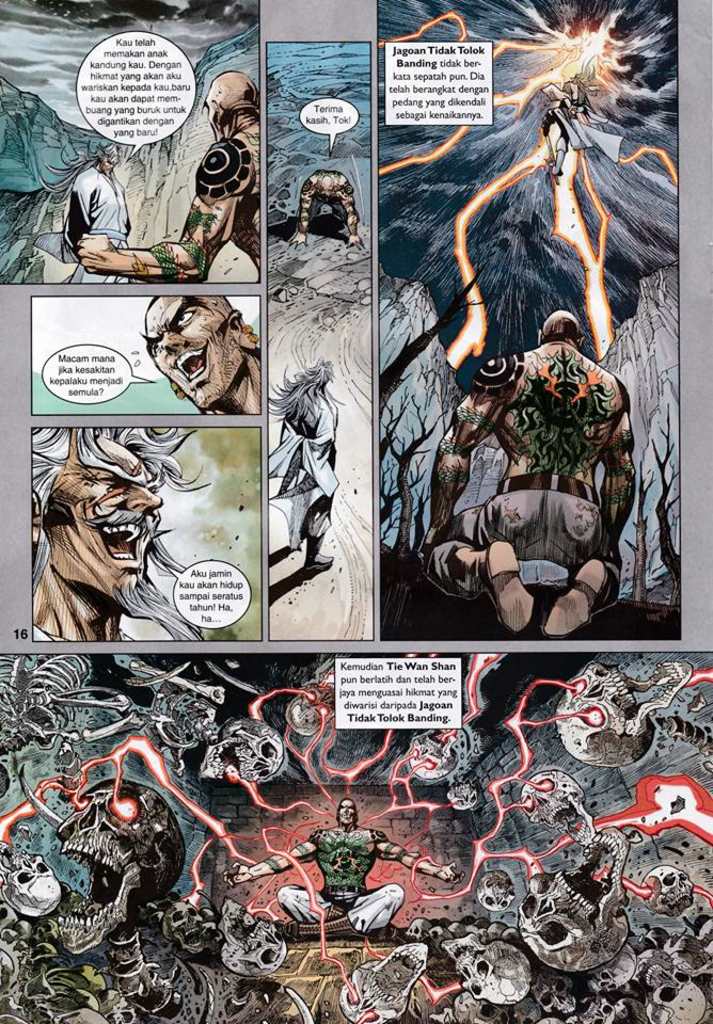 Kau telah
memakan anak
kandung kau. Dengan
hikmat yang akan aku
wariskan kepada kau,baru
kau akan dapat mem-
buang yang buruk untuk
digantikan dengan
yang baru!
Macam mana
jika kesakitan
kepalaku menjadi
semula?
Aku jamin
kau akan hidup
sampai seratus
tahun! Ha,
ha...
Terima
kasih, Tok!
Jagoan Tidak Tolok
Banding tidak ber-
kata sepatah pun. Dia
telah berangkat dengan
pedang yang dikendali
sebagai kenaikannya.
16
Kemudian Tie Wan Shan
pun berlatih dan telah ber-
jaya menguasai hikmat yang
diwarisi daripada Jagoan
Tidak Tolok Banding.